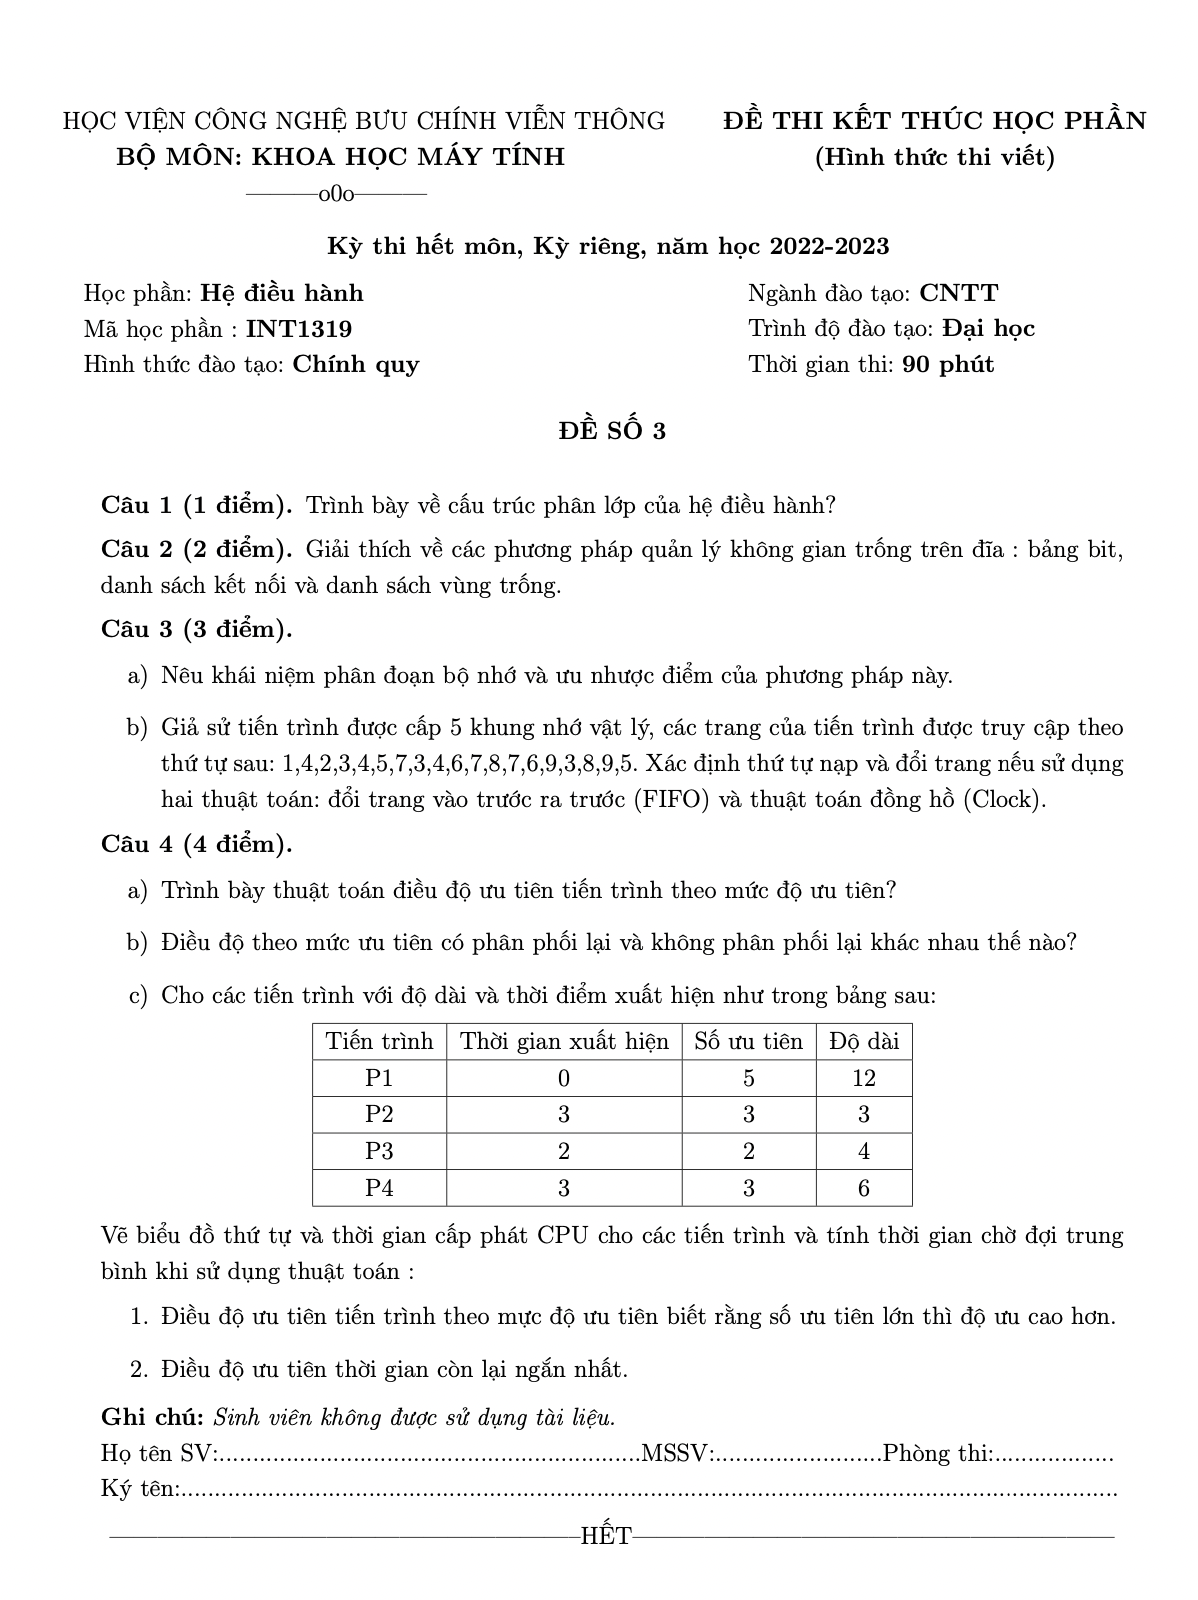 HỌC VIỆN CÔNG NGHỆ BƯU CHÍNH VIỄN THÔNG
BỘ MÔN: KHOA HỌC MÁY TÍNH
———o0o———
ĐỀ THI KẾT THÚC HỌC PHẦN
(Hình thức thi viết)
Kỳ thi hết môn, Kỳ riêng, năm học 2022-2023
Học phần: Hệ điều hành
Mã học phần : INT1319
Hình thức đào tạo: Chính quy
Ngành đào tạo: CNTT
Trình độ đào tạo: Đại học
Thời gian thi: 90 phút
ĐỀ SỐ 3
Câu 1 (1 điểm). Trình bày về cấu trúc phân lớp của hệ điều hành?
Câu 2 (2 điểm). Giải thích về các phương pháp quản lý không gian trống trên đĩa : bảng bit,
danh sách kết nối và danh sách vùng trống.
Câu 3 (3 điểm).
a) Nêu khái niệm phân đoạn bộ nhớ và ưu nhược điểm của phương pháp này.
b) Giả sử tiến trình được cấp 5 khung nhớ vật lý, các trang của tiến trình được truy cập theo
thứ tự sau: 1,4,2,3,4,5,7,3,4,6,7,8,7,6,9,3,8,9,5. Xác định thứ tự nạp và đổi trang nếu sử dụng
hai thuật toán: đổi trang vào trước ra trước (FIFO) và thuật toán đồng hồ (Clock).
Câu 4 (4 điểm).
a) Trình bày thuật toán điều độ ưu tiên tiến trình theo mức độ ưu tiên?
b) Điều độ theo mức ưu tiên có phân phối lại và không phân phối lại khác nhau thế nào?
c) Cho các tiến trình với độ dài và thời điểm xuất hiện như trong bảng sau:
Tiến trình Thời gian xuất hiện Số ưu tiên Độ dài
P1 0 5 12
P2 3 3 3
P3 2 2 4
P4 3 3 6
Vẽ biểu đồ thứ tự và thời gian cấp phát CPU cho các tiến trình và tính thời gian chờ đợi trung
bình khi sử dụng thuật toán :
1. Điều độ ưu tiên tiến trình theo mực độ ưu tiên biết rằng số ưu tiên lớn thì độ ưu cao hơn.
2. Điều độ ưu tiên thời gian còn lại ngắn nhất.
Ghi chú: Sinh viên không được sử dụng tài liệu.
Họ tên SV:...............................................................MSSV:.........................Phòng thi:..................
Ký tên:............................................................................................................................................
————————————————————HẾT————————————————————